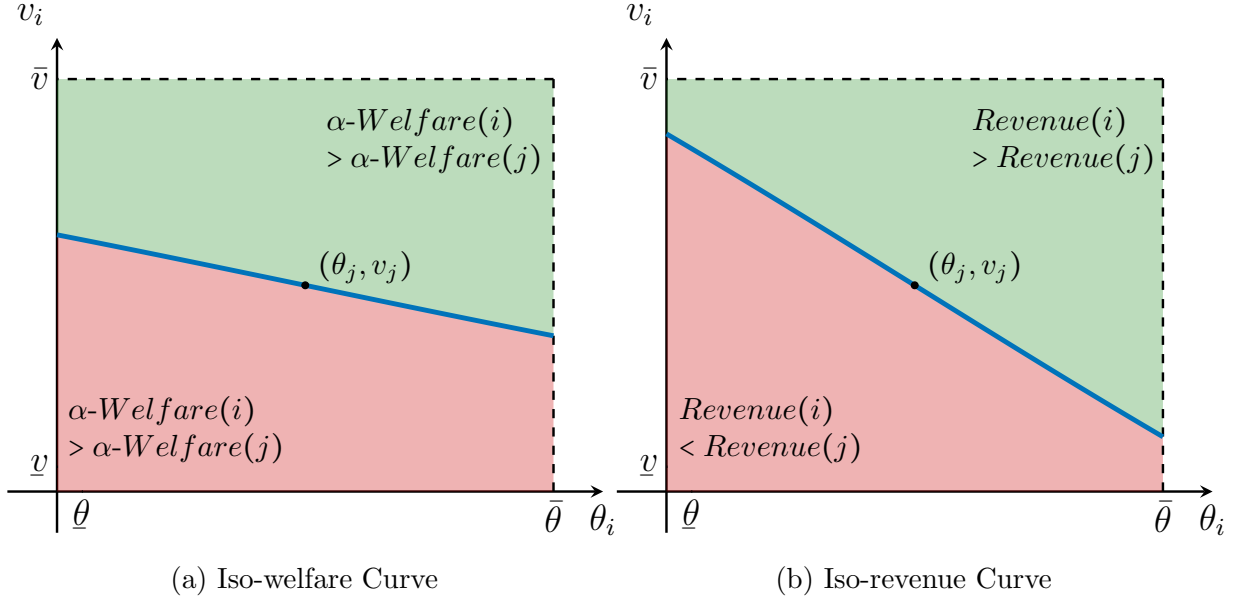 v_i
v̄
α-Welfare(i)
> α-Welfare(j)
(θ_j, v_j)
α-Welfare(i)
> α-Welfare(j)
v̲
θ̲
θ̄
θ_i
(a) Iso-welfare Curve
v_i
v̄
Revenue(i)
> Revenue(j)
(θ_j, v_j)
Revenue(i)
< Revenue(j)
v̲
θ̲
θ̄
θ_i
(b) Iso-revenue Curve